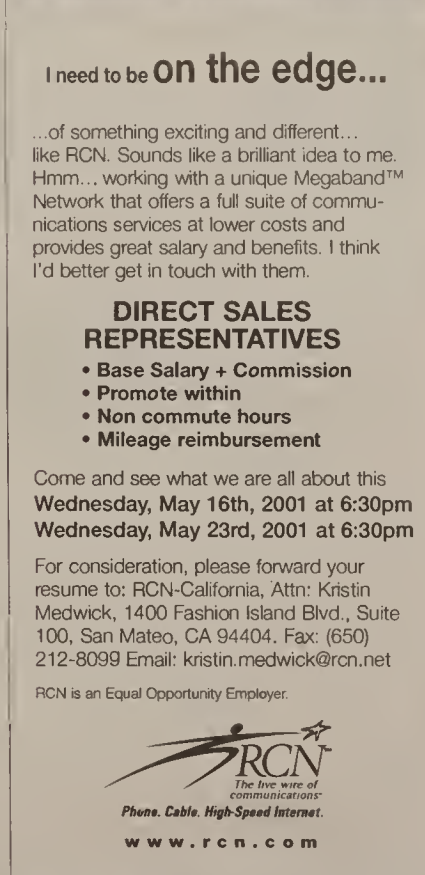 I need to be on the edge...
...of something exciting and different...
like RCN. Sounds like a brilliant idea to me.
Hmm... working with a unique Megaband™
Network that offers a full suite of commu-
nications services at lower costs and
provides great salary and benefits. I think
I'd better get in touch with them.
DIRECT SALES
REPRESENTATIVES
• Base Salary + Commission
• Promote within
• Non commute hours
• Mileage reimbursement
Come and see what we are all about this
Wednesday, May 16th, 2001 at 6:30pm
Wednesday, May 23rd, 2001 at 6:30pm
For consideration, please forward your
resume to: RCN-California, Attn: Kristin
Medwick, 1400 Fashion Island Blvd., Suite
100, San Mateo, CA 94404. Fax: (650)
212-8099 Email: kristin.medwick@rcn.net
RCN is an Equal Opportunity Employer.
RCN™
The live wire of
communications™
Phone. Cable. High-Speed Internet.
www.rcn.com